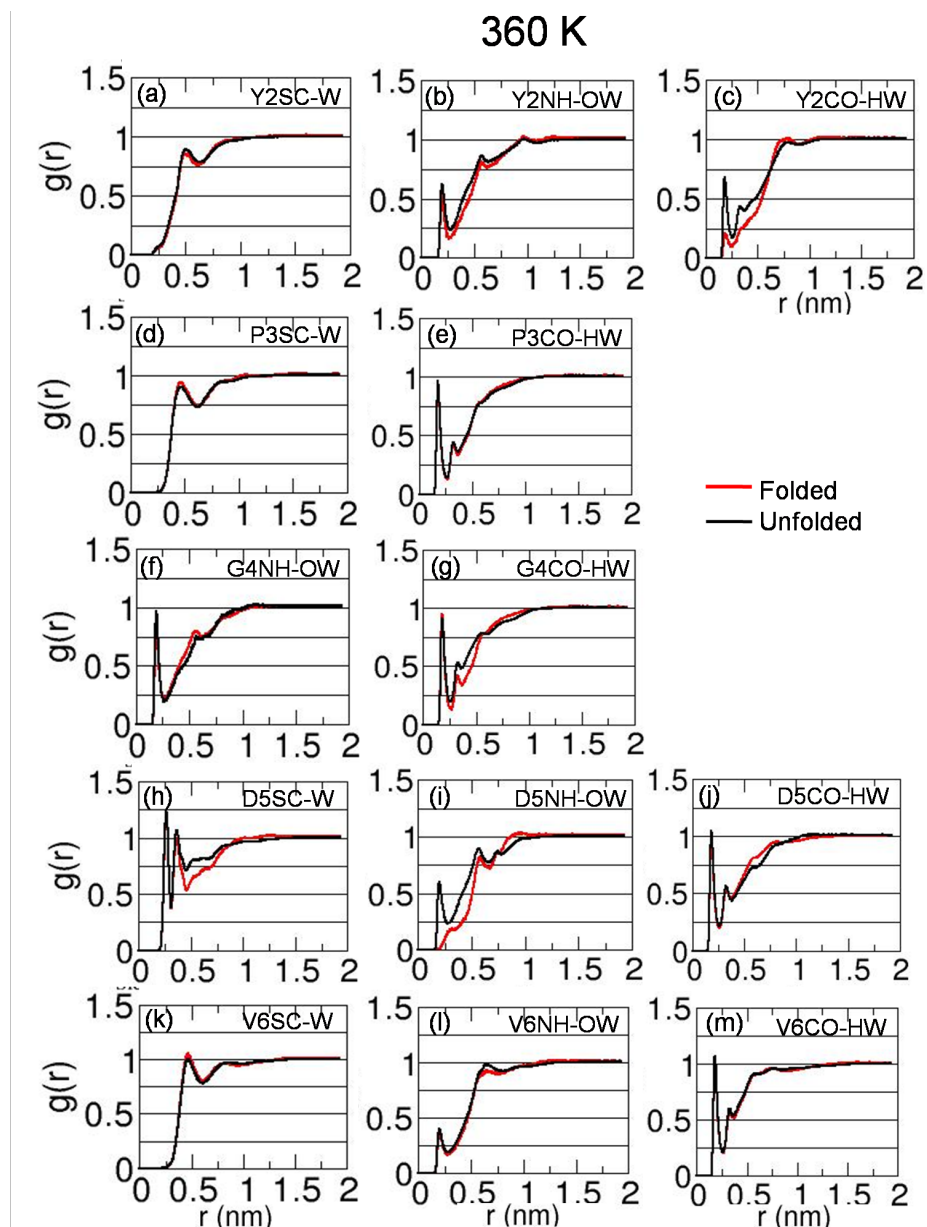 360 K
1.5
1
0.5
0
g(r)
(a) Y2SC-W
0 0.5 1 1.5 2
1.5
1
0.5
0
(b) Y2NH-OW
0 0.5 1 1.5 2
1.5
1
0.5
0
(c) Y2CO-HW
0 0.5 1 1.5 2
r (nm)
1.5
1
0.5
0
g(r)
(d) P3SC-W
0 0.5 1 1.5 2
1.5
1
0.5
0
(e) P3CO-HW
0 0.5 1 1.5 2
Folded
Unfolded
1.5
1
0.5
0
g(r)
(f) G4NH-OW
0 0.5 1 1.5 2
1.5
1
0.5
0
(g) G4CO-HW
0 0.5 1 1.5 2
1.5
1
0.5
0
g(r)
(h) D5SC-W
0 0.5 1 1.5 2
1.5
1
0.5
0
(i) D5NH-OW
0 0.5 1 1.5 2
1.5
1
0.5
0
(j) D5CO-HW
0 0.5 1 1.5 2
1.5
1
0.5
0
g(r)
(k) V6SC-W
0 0.5 1 1.5 2
r (nm)
1.5
1
0.5
0
(l) V6NH-OW
0 0.5 1 1.5 2
r (nm)
1.5
1
0.5
0
(m) V6CO-HW
0 0.5 1 1.5 2
r (nm)